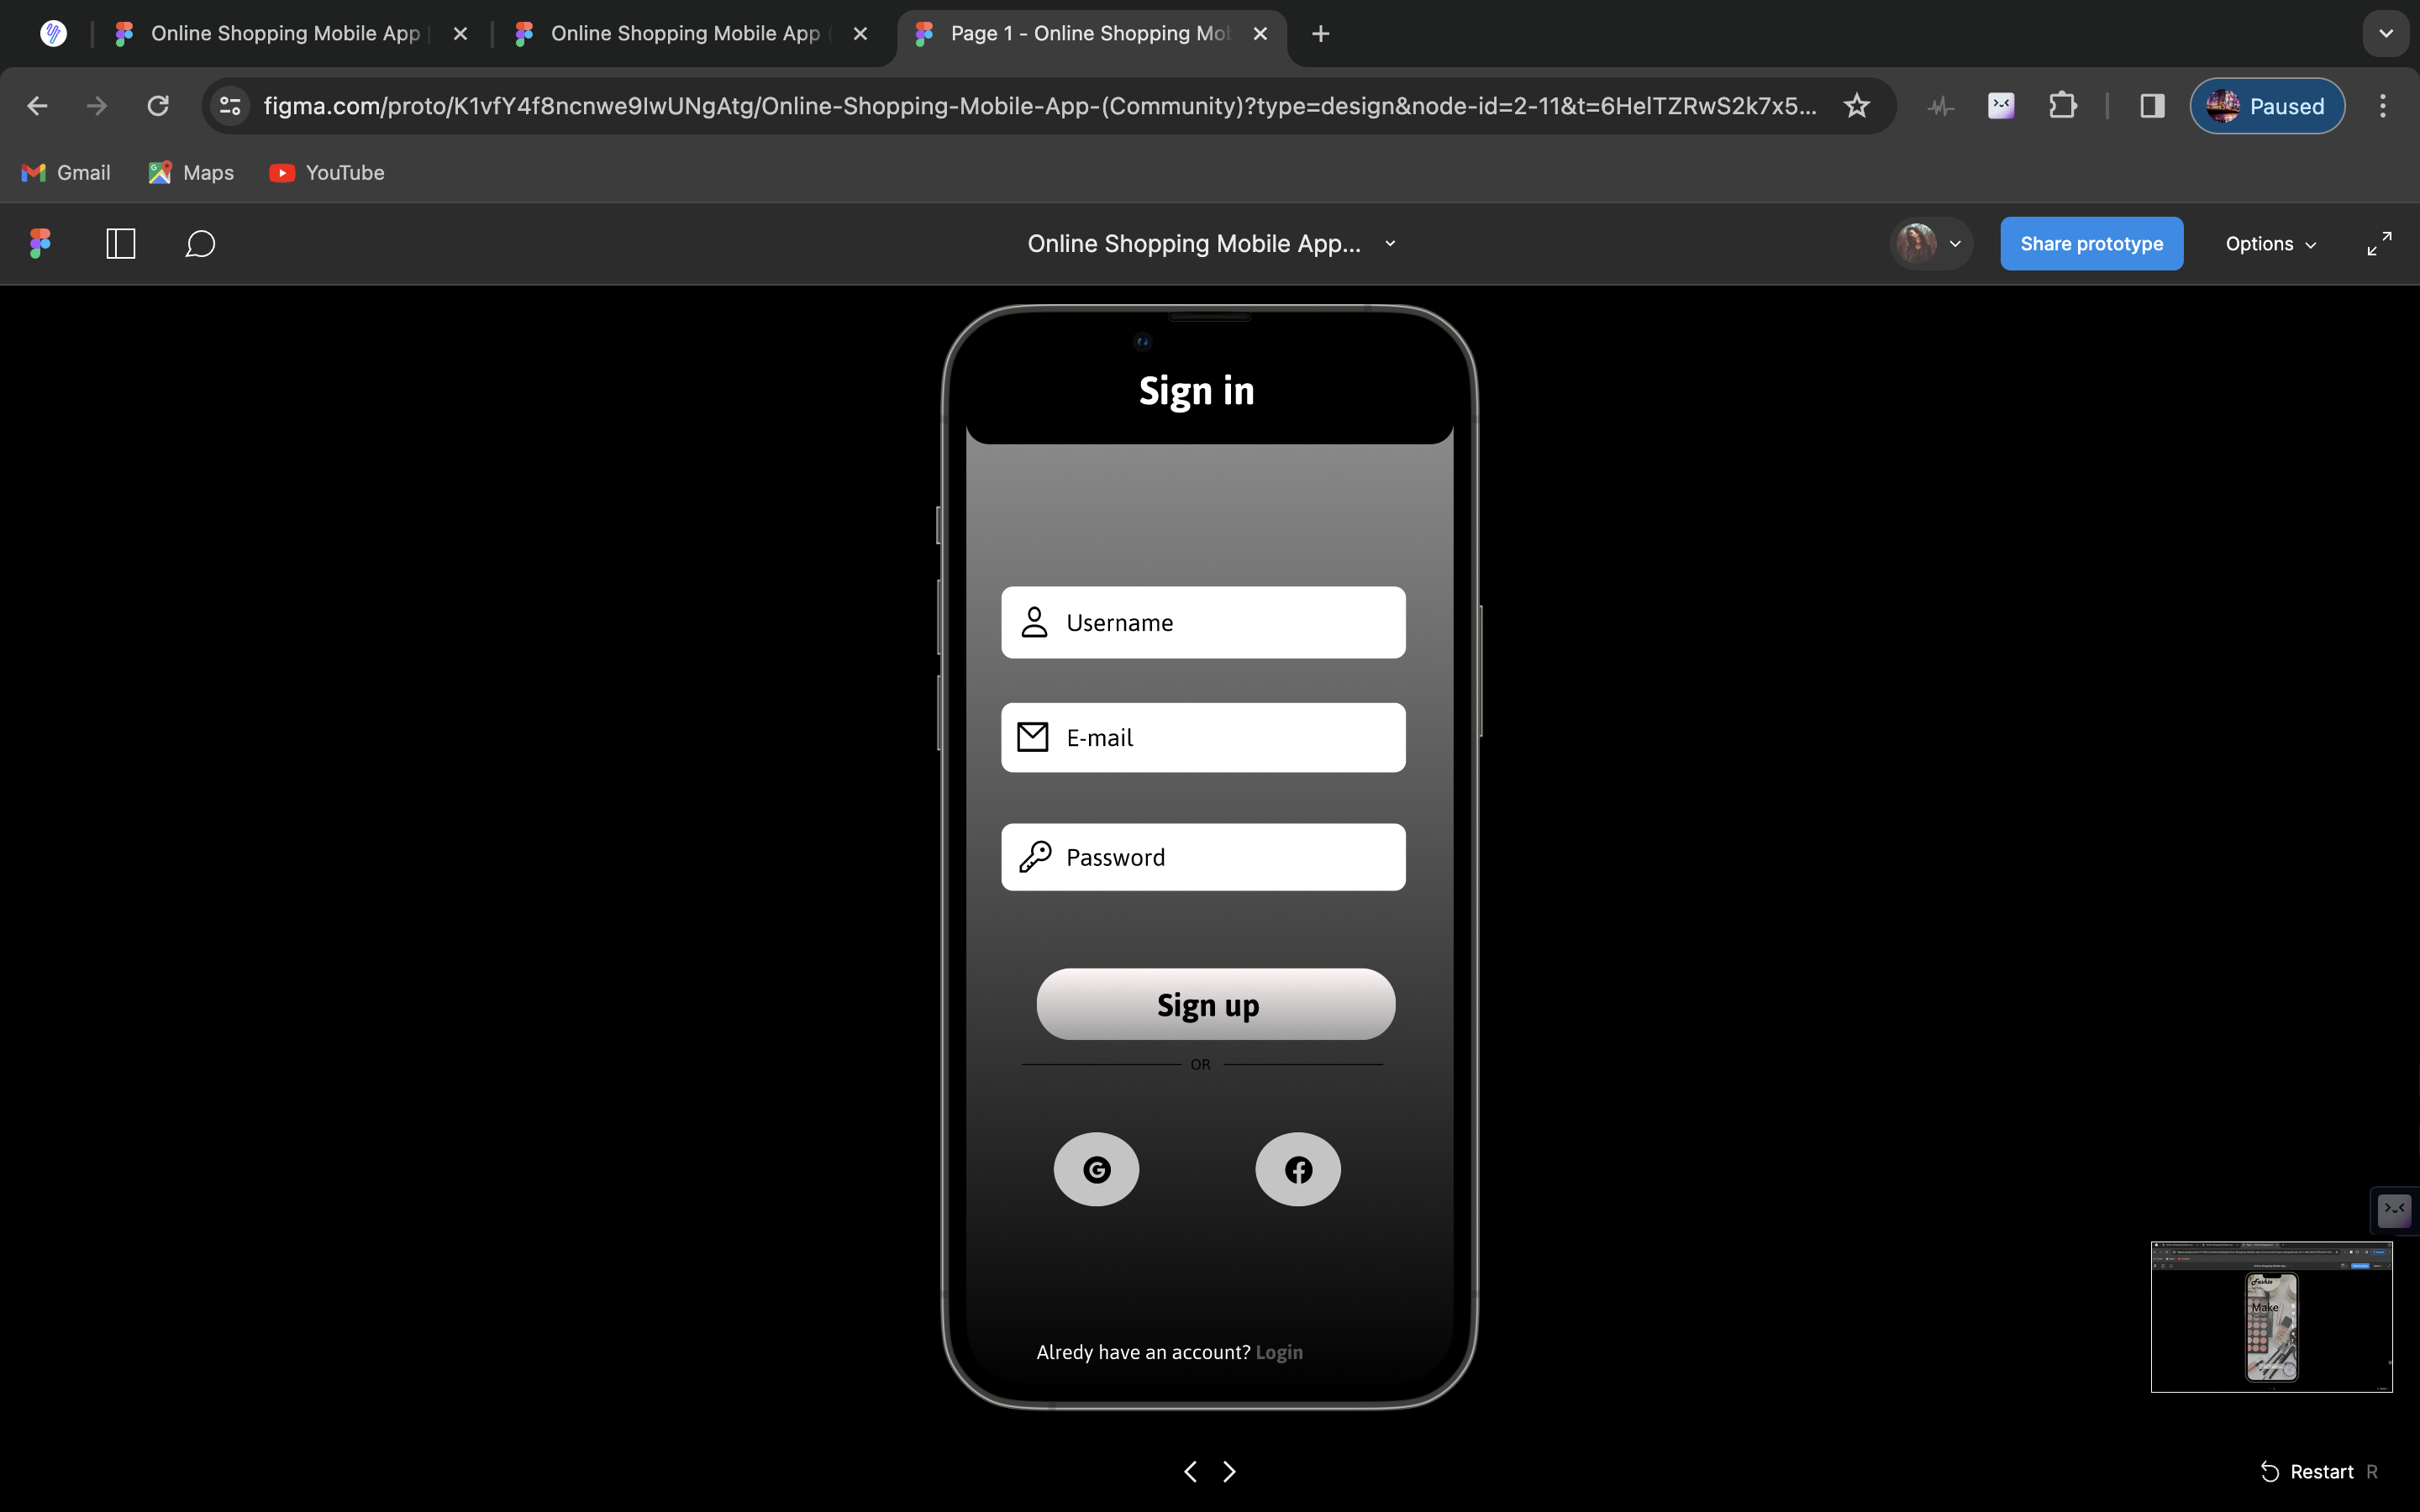 Online Shopping Mobile App
Online Shopping Mobile App (
Page 1 - Online Shopping Mo
figma.com/proto/K1vfY4f8ncnwe9lwUNgAtg/Online-Shopping-Mobile-App-(Community)?type=design&node-id=2-11&t=6HelTZRwS2k7x5...
Paused
Gmail
Maps
YouTube
Online Shopping Mobile App...
Share prototype
Options
Sign in
Username
E-mail
Password
Sign up
OR
Alredy have an account? Login
Make
Restart R